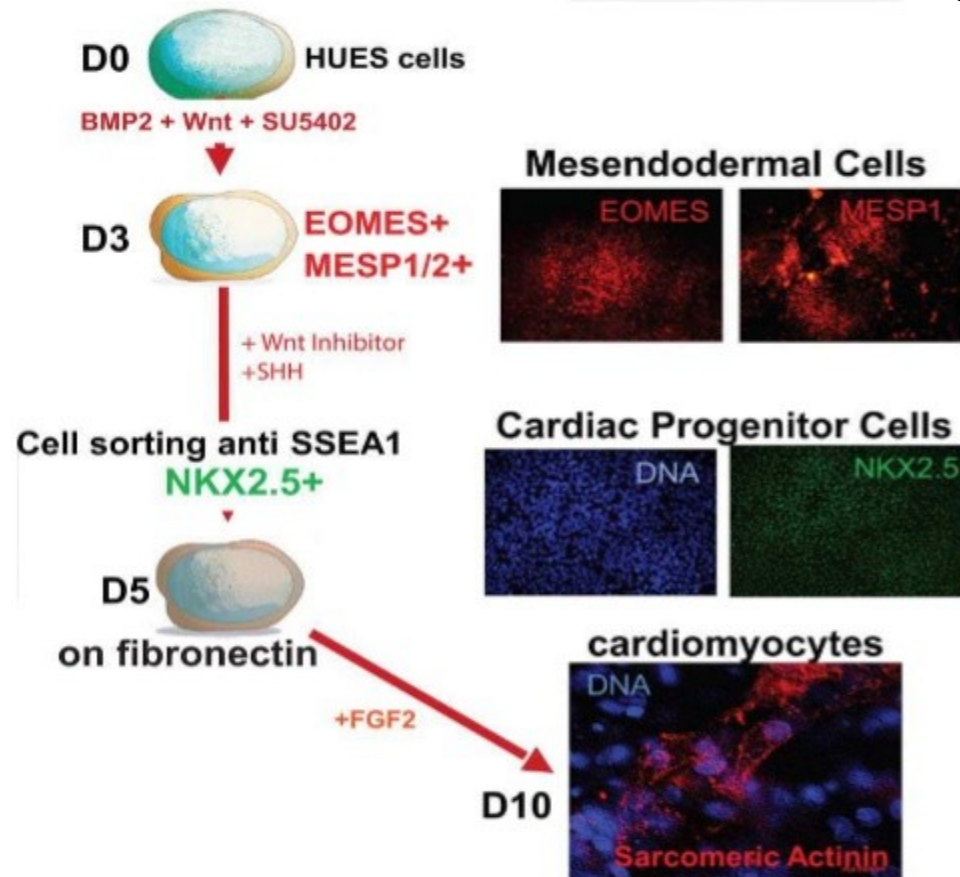 D0
HUES cells
BMP2 + Wnt + SU5402
D3
EOMES+
MESP1/2+
+ Wnt Inhibitor
+SHH
Cell sorting anti SSEA1
NKX2.5+
D5
on fibronectin
+FGF2
D10
Mesendodermal Cells
EOMES
MESP1
Cardiac Progenitor Cells
DNA
NKX2.5
cardiomyocytes
DNA
Sarcomeric Actinin